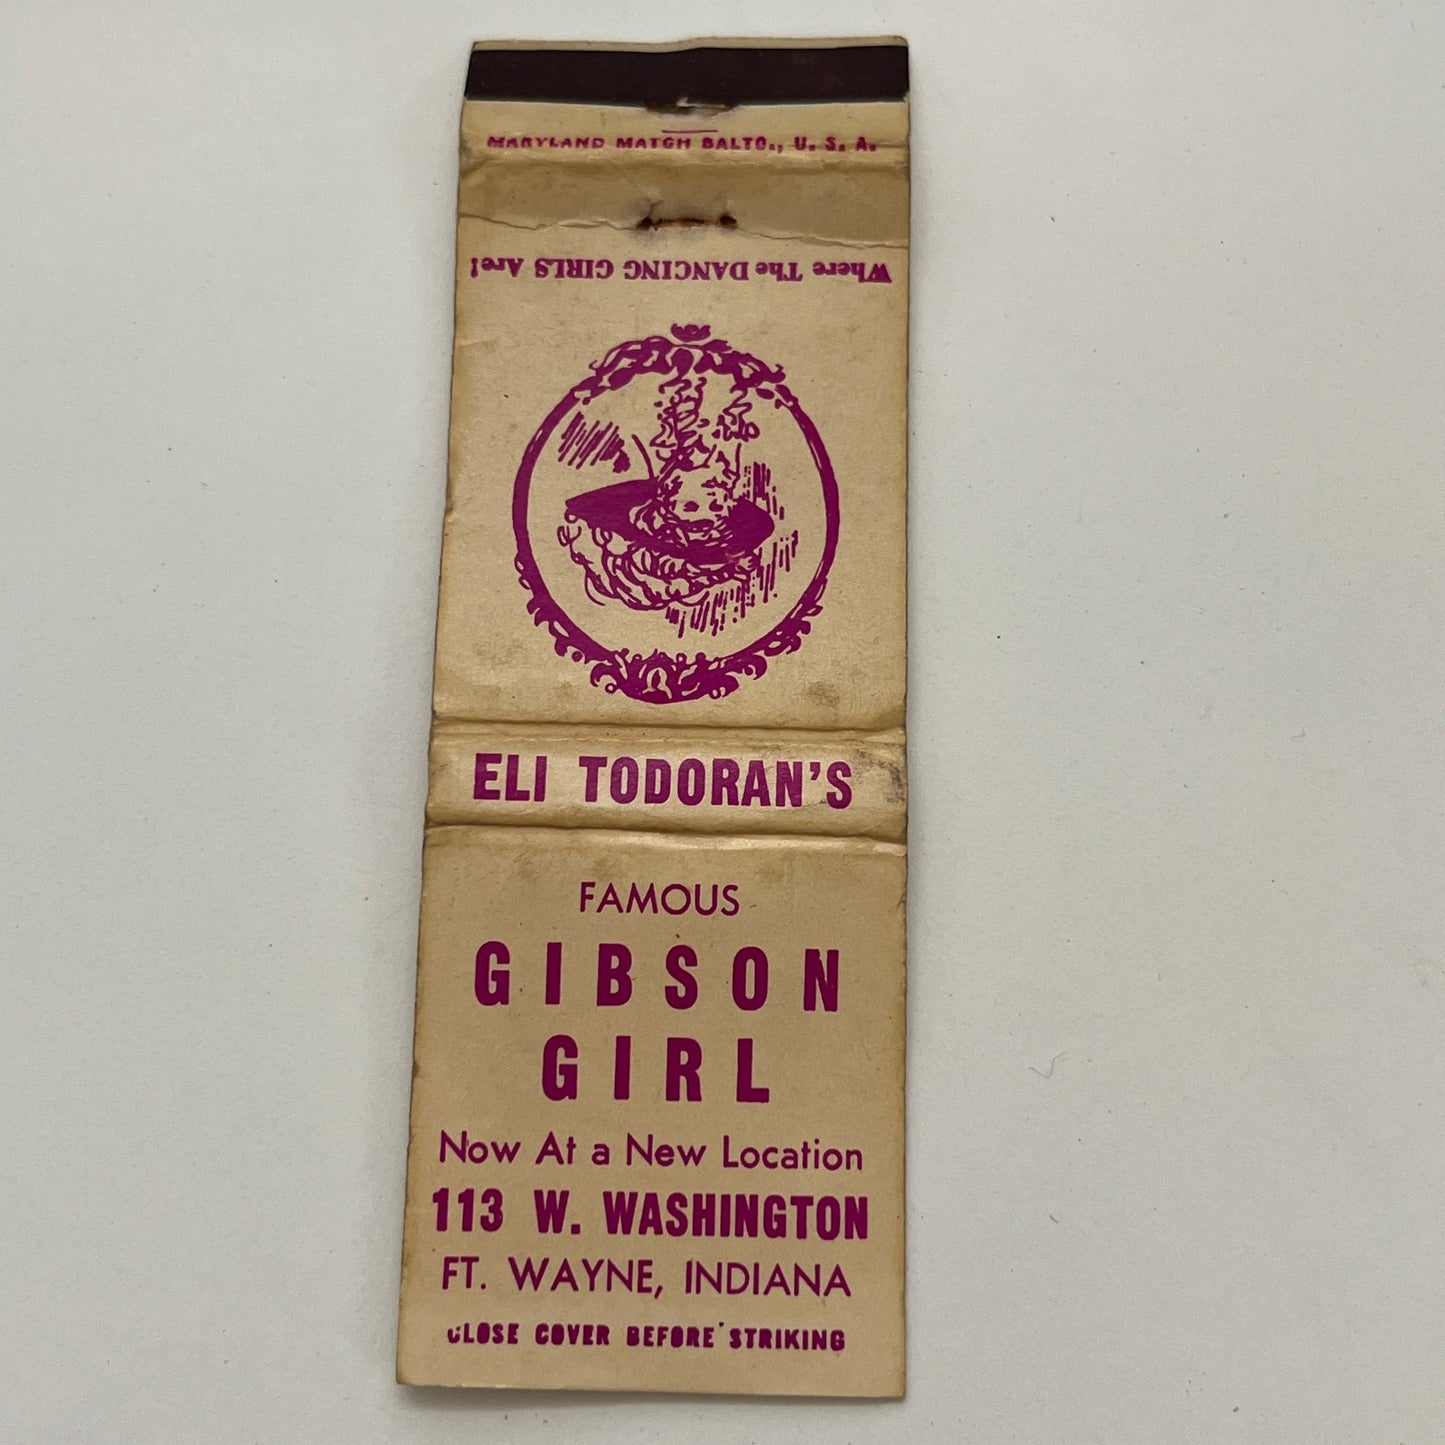 MARYLAND MATCH BALTO., U. S. A.
Where The DANCING GIRLS Are!
ELI TODORAN'S
FAMOUS
GIBSON
GIRL
Now At a New Location
113 W. WASHINGTON
FT. WAYNE, INDIANA
CLOSE COVER BEFORE STRIKING